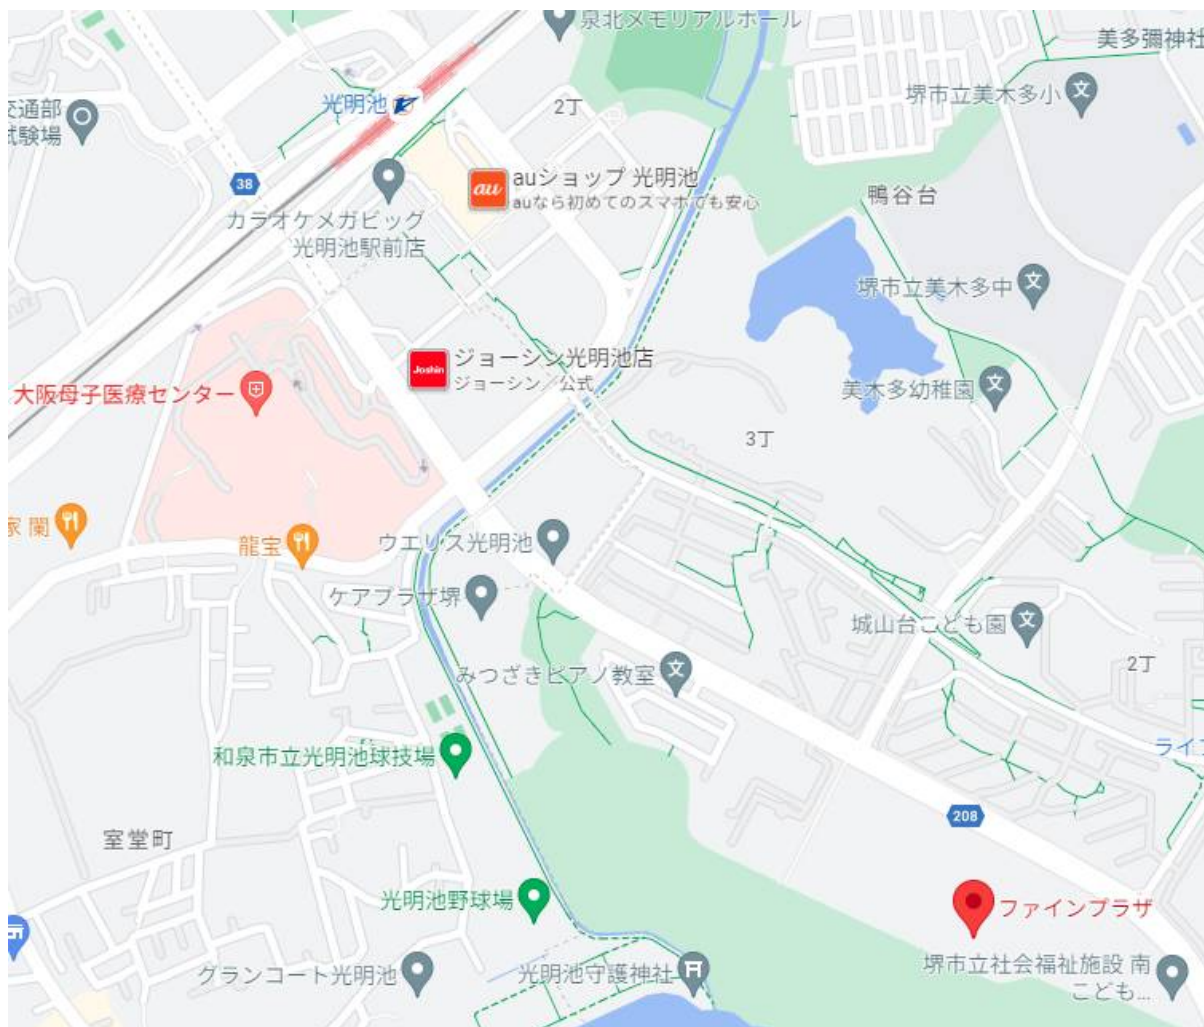 泉北メモリアルホール
美多彌神社
光明池
2丁
堺市立美木多小
交通部
試験場
38
au
auショップ 光明池
auなら初めてのスマホでも安心
鴨谷台
カラオケメガビッグ
光明池駅前店
堺市立美木多中
Joshin
ジョーシン光明池店
ジョーシン/公式
大阪母子医療センター
美木多幼稚園
3丁
家 闌
龍宝
ウエリス光明池
ケアプラザ堺
城山台こども園
みつざきピアノ教室
2丁
和泉市立光明池球技場
ライフ
208
室堂町
光明池野球場
ファインプラザ
グランコート光明池
光明池守護神社
堺市立社会福祉施設 南
こども...